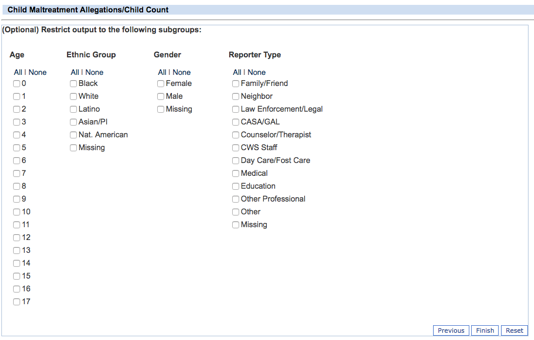 Child Maltreatment Allegations/Child Count
(Optional) Restrict output to the following subgroups:
Age Ethnic Group Gender Reporter Type
All | None All | None All | None All | None
0 Black Female Family/Friend
1 White Male Neighbor
2 Latino Missing Law Enforcement/Legal
3 Asian/PI CASA/GAL
4 Nat. American Counselor/Therapist
5 Missing CWS Staff
6 Day Care/Fost Care
7 Medical
8 Education
9 Other Professional
10 Other
11 Missing
12
13
14
15
16
17
Previous Finish Reset